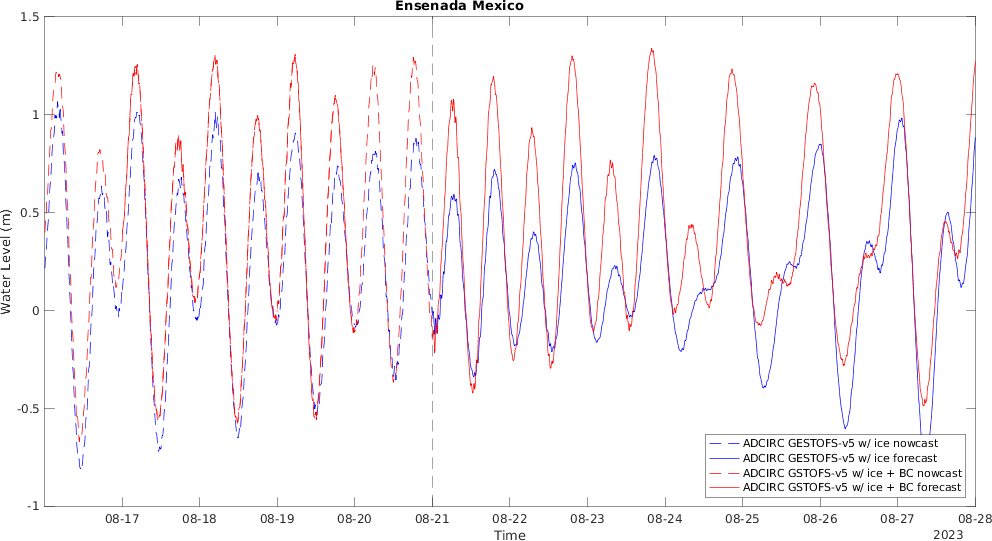 Ensenada Mexico
Water Level (m)
1.5
1
0.5
0
-0.5
-1
ADCIRC GESTOFS-v5 w/ ice nowcast
ADCIRC GESTOFS-v5 w/ ice forecast
ADCIRC GSTOFS-v5 w/ ice + BC nowcast
ADCIRC GSTOFS-v5 w/ ice + BC forecast
08-17 08-18 08-19 08-20 08-21 08-22 08-23 08-24 08-25 08-26 08-27 08-28
Time
2023